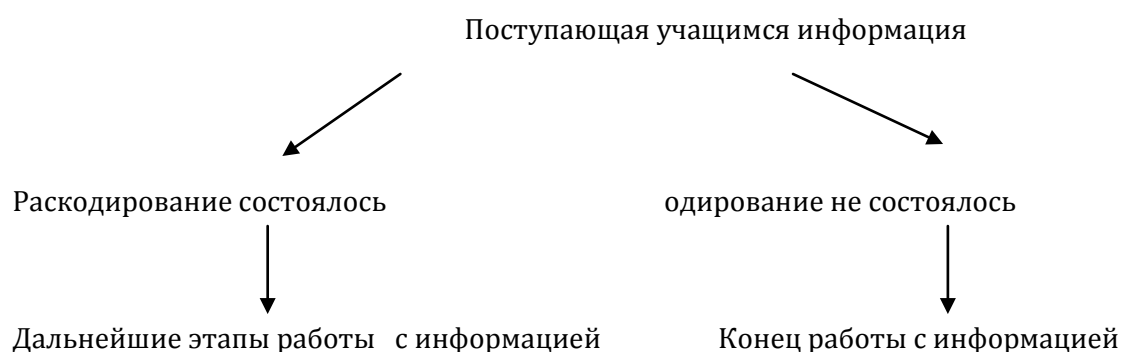 Поступающая учащимся информация
Раскодирование состоялось одирование не состоялось
Дальнейшие этапы работы с информацией Конец работы с информацией